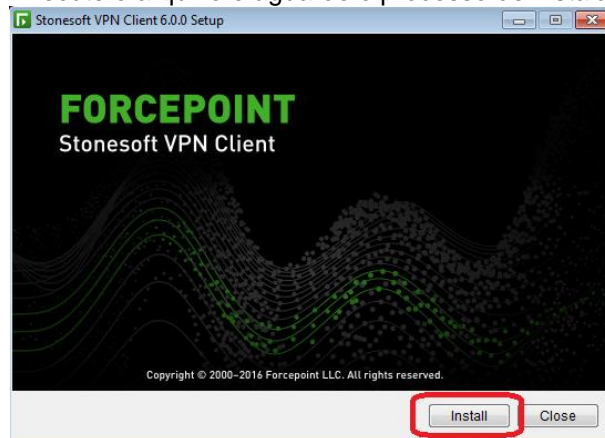 Stonesoft VPN Client 6.0.0 Setup
FORCEPOINT
Stonesoft VPN Client
Copyright © 2000–2016 Forcepoint LLC. All rights reserved.
Install
Close